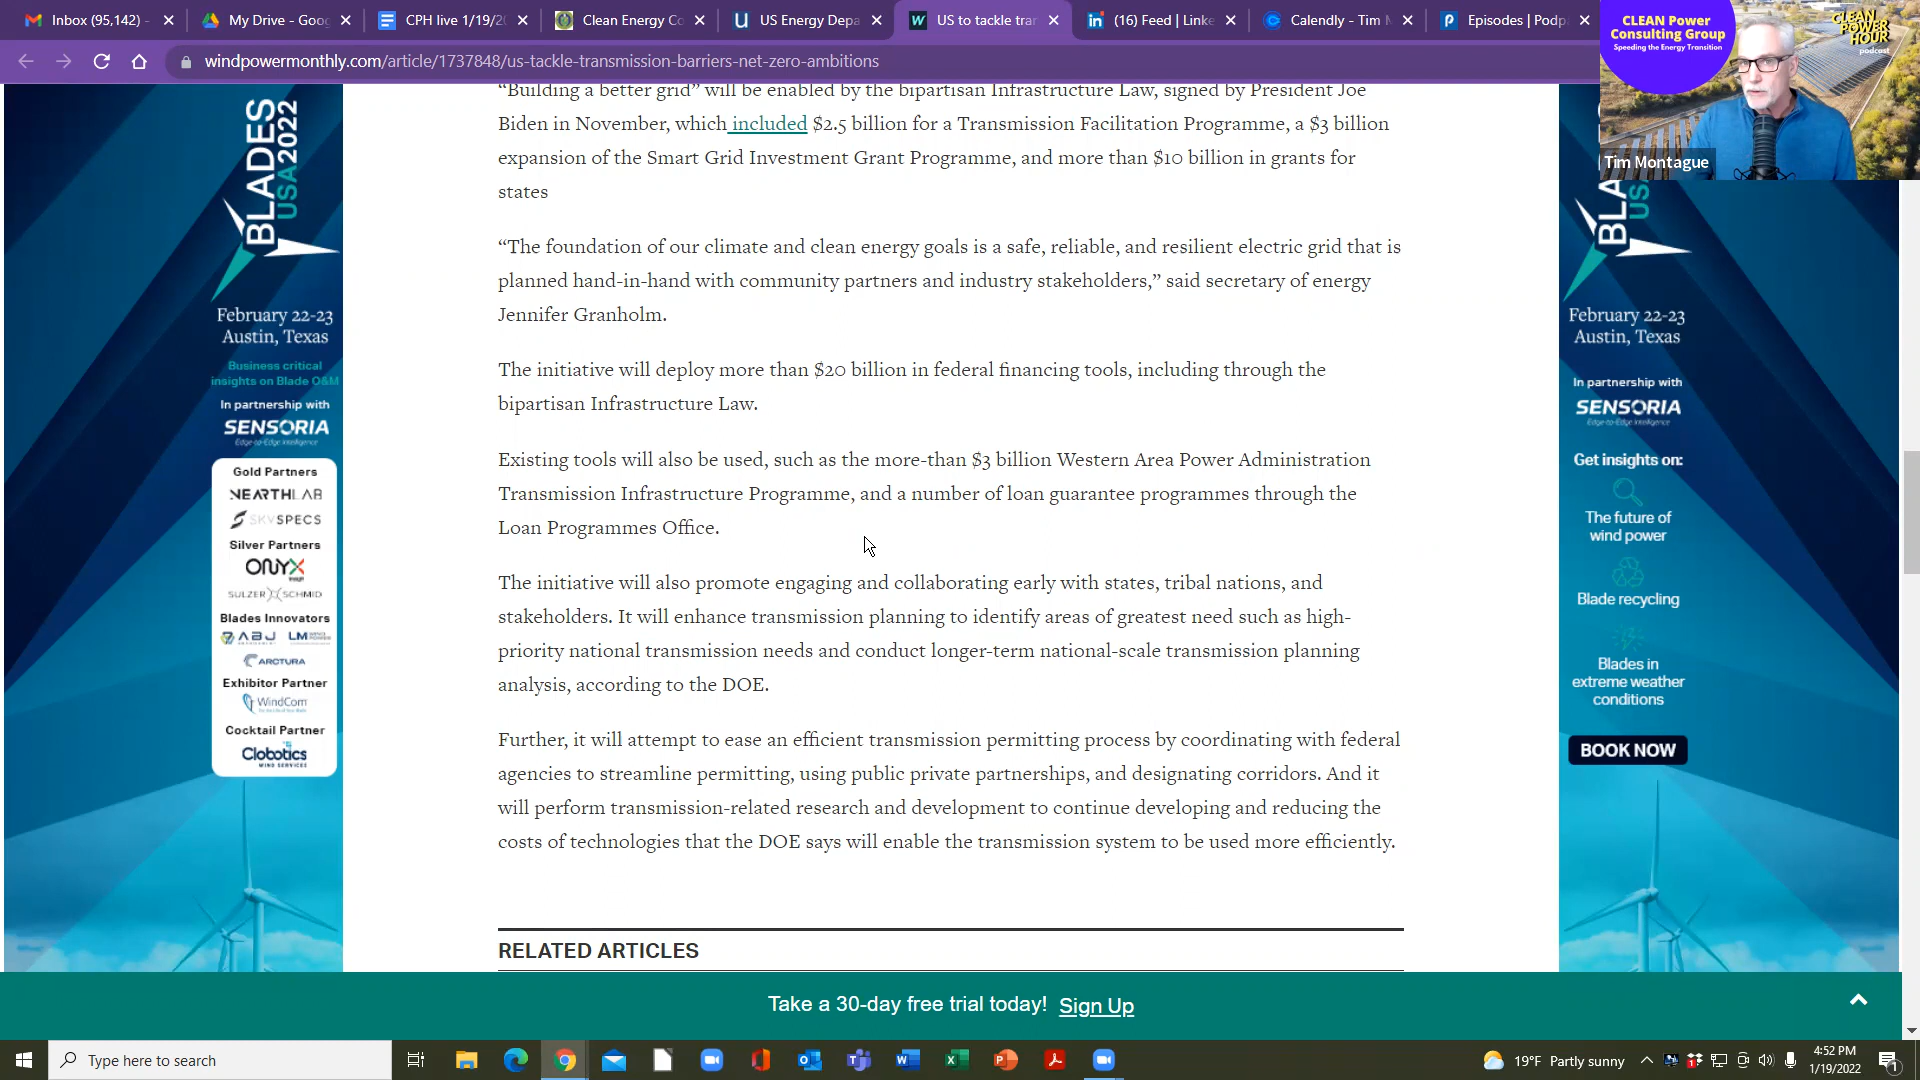 Inbox (95,142) -
My Drive - Goog
CPH live 1/19/20
Clean Energy Co
US Energy Depa
US to tackle tran
(16) Feed | Linke
Calendly - Tim M
Episodes | Podp
windpowermonthly.com/article/1737848/us-tackle-transmission-barriers-net-zero-ambitions
CLEAN Power
Consulting Group
Speeding the Energy Transition
CLEAN
POWER
HOUR
podcast
Tim Montague
"Building a better grid" will be enabled by the bipartisan Infrastructure Law, signed by President Joe
Biden in November, which included $2.5 billion for a Transmission Facilitation Programme, a $3 billion
expansion of the Smart Grid Investment Grant Programme, and more than $10 billion in grants for
states
“The foundation of our climate and clean energy goals is a safe, reliable, and resilient electric grid that is
planned hand-in-hand with community partners and industry stakeholders,” said secretary of energy
Jennifer Granholm.
The initiative will deploy more than $20 billion in federal financing tools, including through the
bipartisan Infrastructure Law.
Existing tools will also be used, such as the more-than $3 billion Western Area Power Administration
Transmission Infrastructure Programme, and a number of loan guarantee programmes through the
Loan Programmes Office.
The initiative will also promote engaging and collaborating early with states, tribal nations, and
stakeholders. It will enhance transmission planning to identify areas of greatest need such as high-
priority national transmission needs and conduct longer-term national-scale transmission planning
analysis, according to the DOE.
Further, it will attempt to ease an efficient transmission permitting process by coordinating with federal
agencies to streamline permitting, using public private partnerships, and designating corridors. And it
will perform transmission-related research and development to continue developing and reducing the
costs of technologies that the DOE says will enable the transmission system to be used more efficiently.
RELATED ARTICLES
BLADES
USA2022
February 22-23
Austin, Texas
Business critical
insights on Blade O&M
In partnership with
SENSORIA
Edge-to-Edge Intelligence
Gold Partners
NEARTHLAB
SKYSPECS
Silver Partners
ONYX
Insight
SULZER SCHMID
Blades Innovators
ABJ
LM
ARCTURA
Exhibitor Partner
WindCom
Cocktail Partner
Clobotics
WIND SERVICES
BLA
US
February 22-23
Austin, Texas
In partnership with
SENSORIA
Edge-to-Edge Intelligence
Get insights on:
The future of
wind power
Blade recycling
Blades in
extreme weather
conditions
BOOK NOW
Take a 30-day free trial today! Sign Up
Type here to search
19°F Partly sunny
4:52 PM
1/19/2022
1